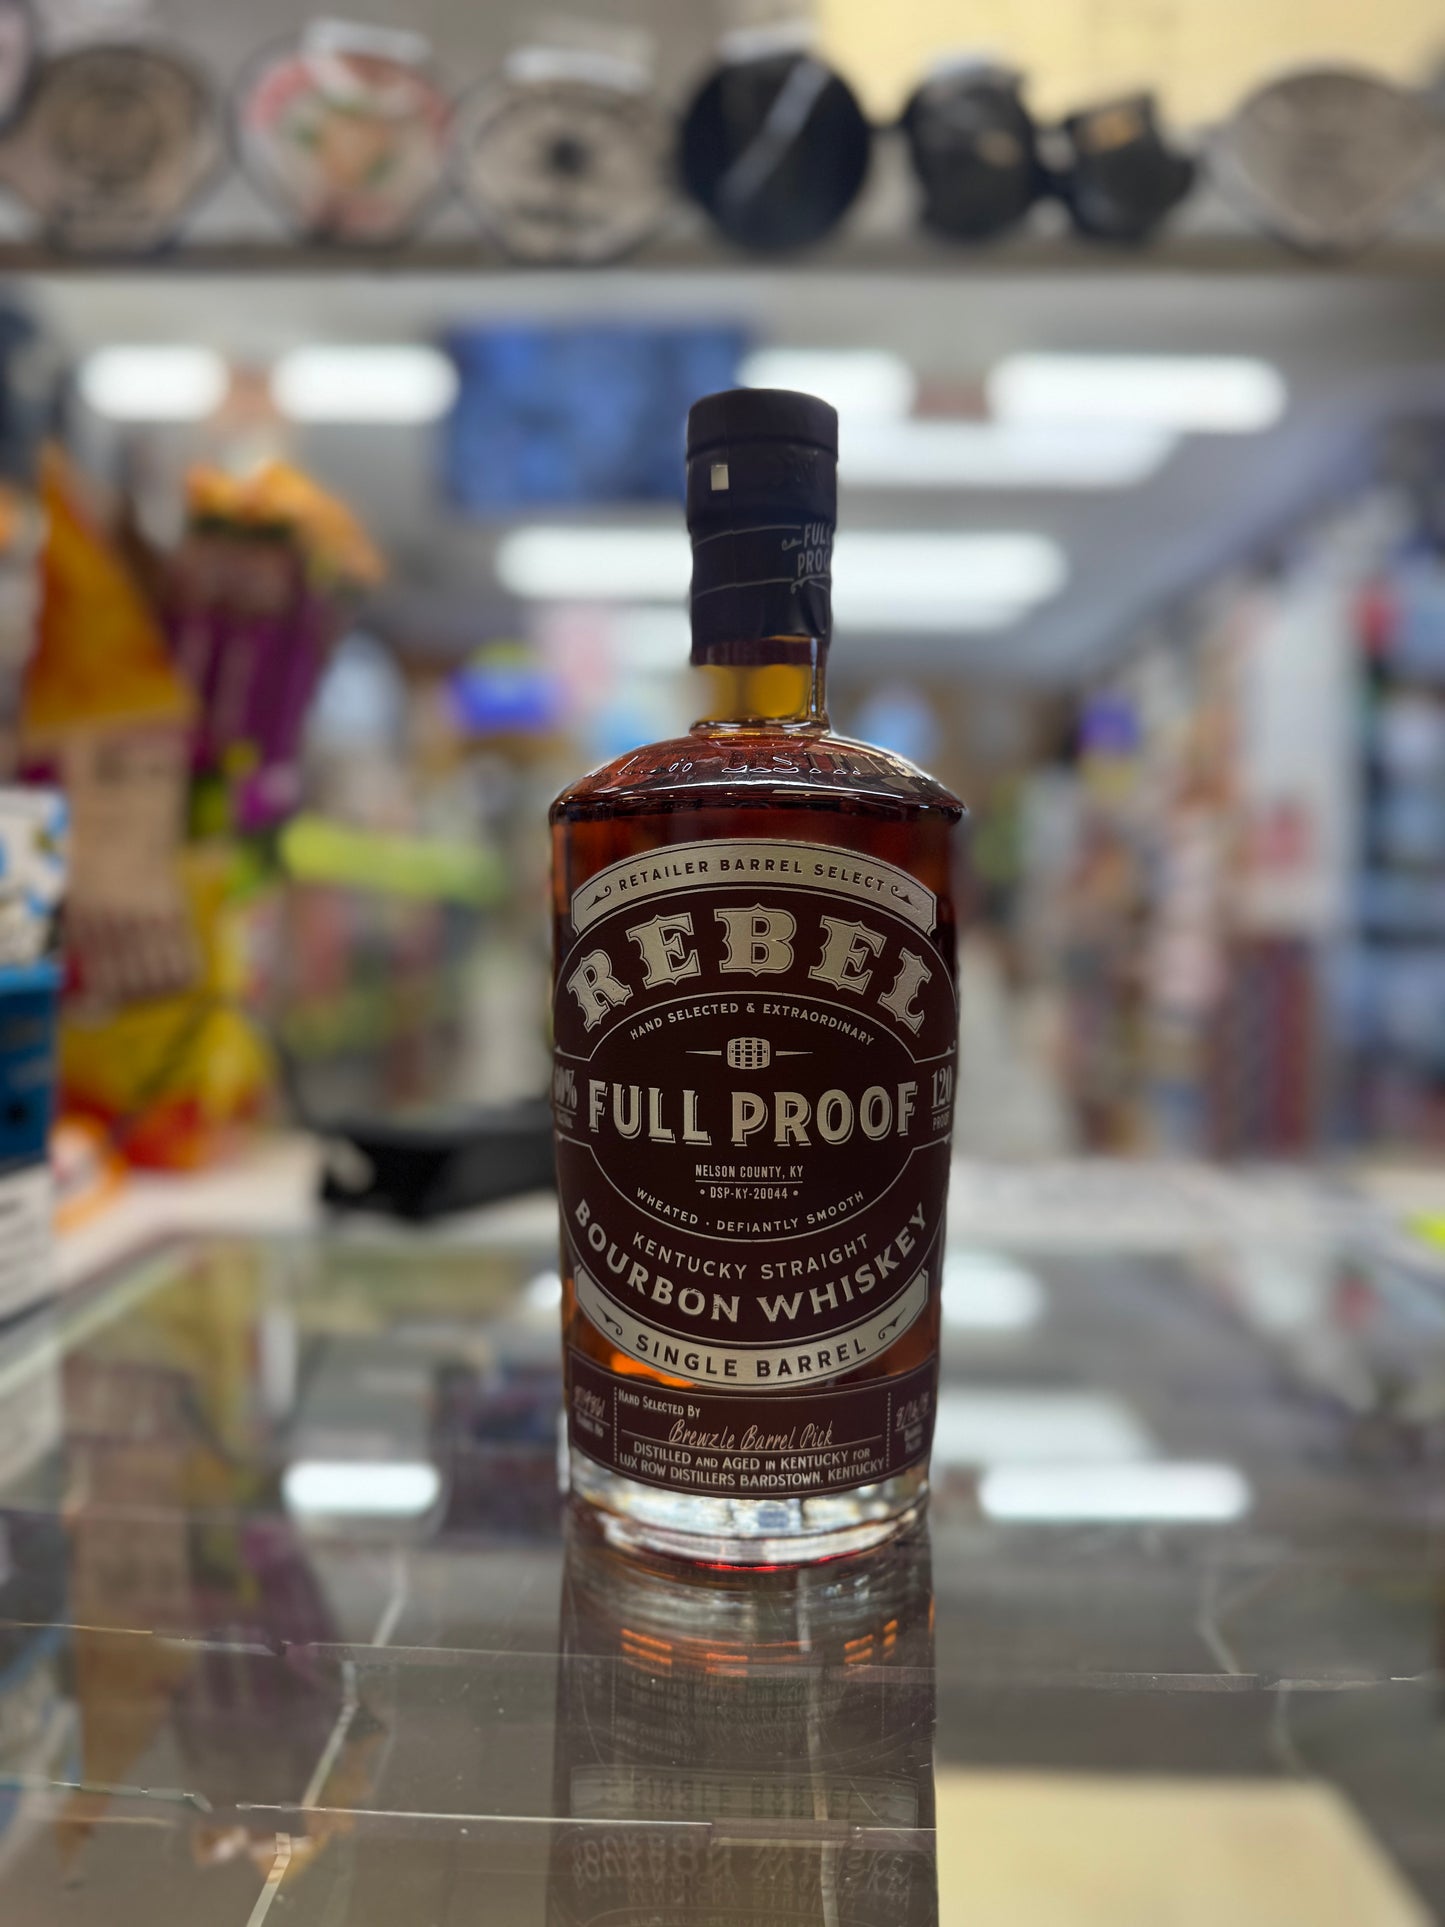 FULL
RETAILER BARREL SELECT
REBEL
HAND SELECTED & EXTRAORDINARY
FULL PROOF
120
PROOF
NELSON COUNTY, KY
• DSP-KY-20044 •
WHEATED • DEFIANTLY SMOOTH
KENTUCKY STRAIGHT
BOURBON WHISKEY
SINGLE BARREL
HAND SELECTED BY
Brewzle Barrel Pick
DISTILLED AND AGED IN KENTUCKY FOR
LUX ROW DISTILLERS BARDSTOWN, KENTUCKY